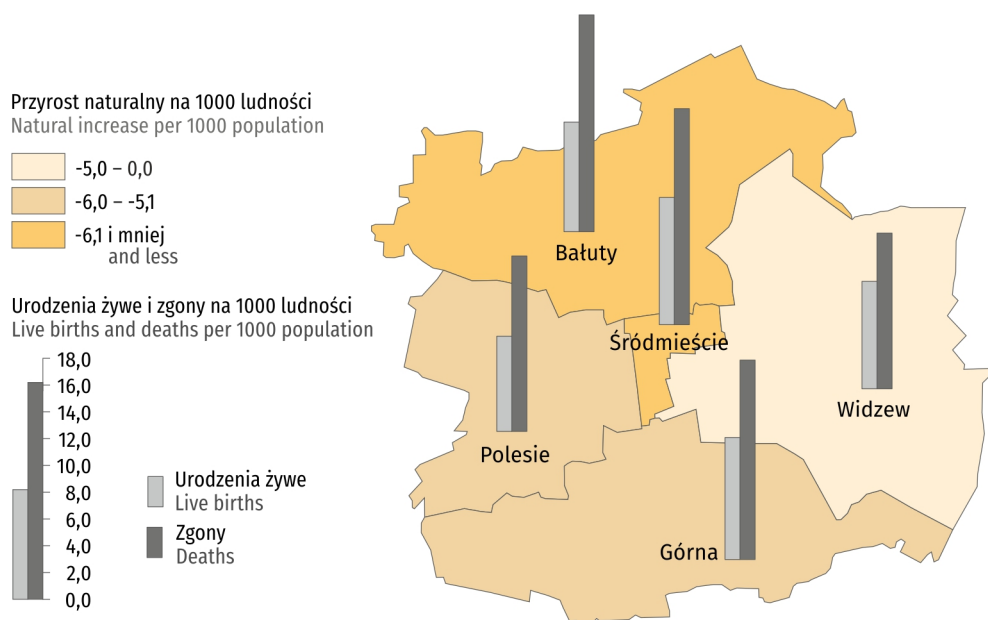 Przyrost naturalny na 1000 ludności
Natural increase per 1000 population
-5,0 – 0,0
-6,0 – -5,1
-6,1 i mniej
and less
Urodzenia żywe i zgony na 1000 ludności
Live births and deaths per 1000 population
18,0
16,0
14,0
12,0
10,0
8,0
6,0
4,0
2,0
0,0
Urodzenia żywe
Live births
Zgony
Deaths
Bałuty
Śródmieście
Widzew
Polesie
Górna